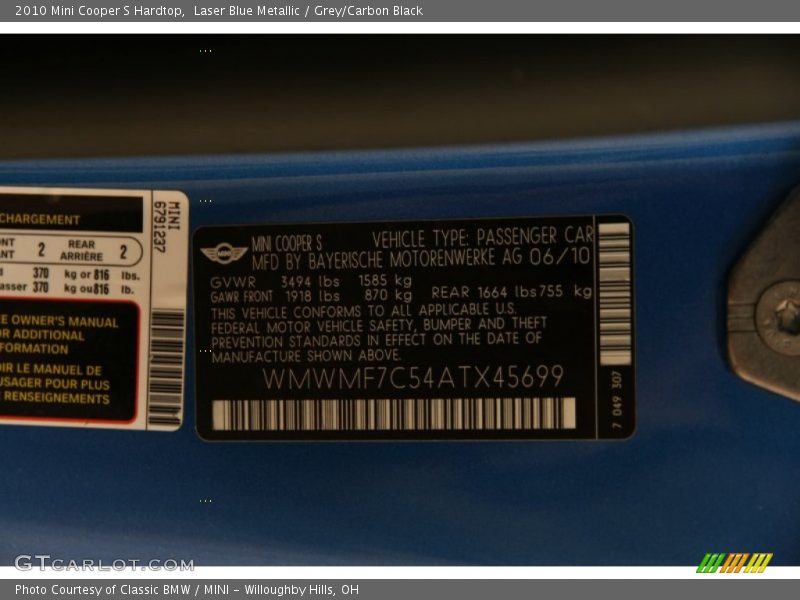 2010 Mini Cooper S Hardtop, Laser Blue Metallic / Grey/Carbon Black
CHARGEMENT
2 REAR 2
ARRIÈRE
370 kg or 816 lbs.
370 kg ou 816 lb.
OWNER'S MANUAL
ADDITIONAL
LE MANUEL DE
POUR PLUS
RENSEIGNEMENTS
MINI
6791237
MINI
MINI COOPER S VEHICLE TYPE: PASSENGER CAR
MFD BY BAYERISCHE MOTORENWERKE AG 06/10
GVWR 3494 lbs 1585 kg
GAWR FRONT 1918 lbs 870 kg REAR 1664 lbs 755 kg
THIS VEHICLE CONFORMS TO ALL APPLICABLE U.S.
FEDERAL MOTOR VEHICLE SAFETY, BUMPER AND THEFT
PREVENTION STANDARDS IN EFFECT ON THE DATE OF
MANUFACTURE SHOWN ABOVE.
WMWMF7C54ATX45699
7 049 307
GTCARLOT.COM
Photo Courtesy of Classic BMW / MINI - Willoughby Hills, OH